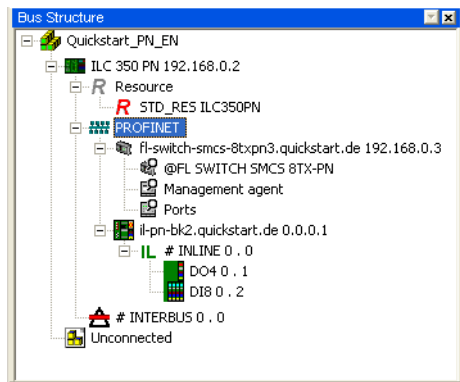 Bus Structure
Quickstart_PN_EN
ILC 350 PN 192.168.0.2
R Resource
R STD_RES ILC350PN
PROFINET
fl-switch-smcs-8txpn3.quickstart.de 192.168.0.3
@FL SWITCH SMCS 8TX-PN
Management agent
Ports
il-pn-bk2.quickstart.de 0.0.0.1
IL # INLINE 0 . 0
DO4 0 . 1
DI8 0 . 2
# INTERBUS 0 . 0
Unconnected